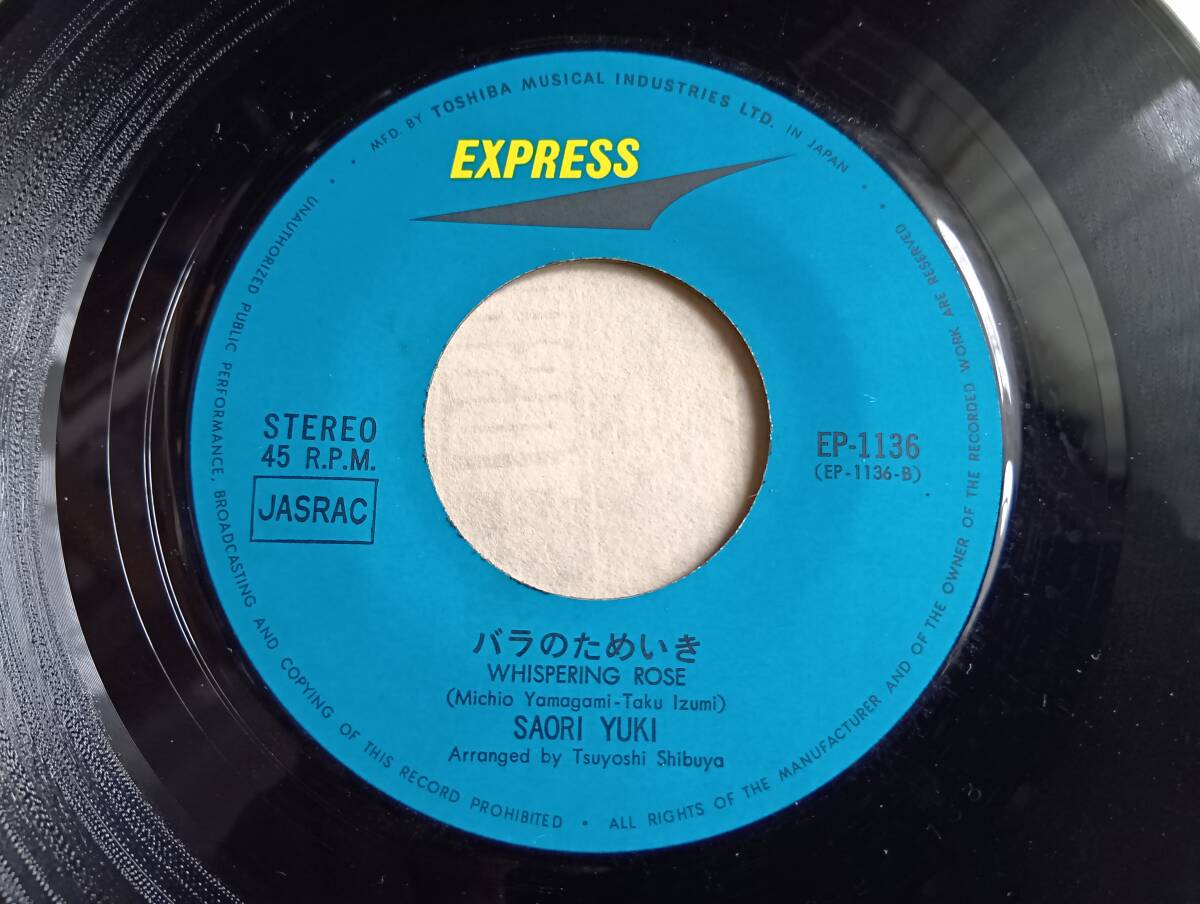 MFD. BY TOSHIBA MUSICAL INDUSTRIES LTD. IN JAPAN
EXPRESS
STEREO
45 R.P.M.
JASRAC
EP-1136
(EP-1136-B)
バラのためいき
WHISPERING ROSE
(Michio Yamagami-Taku Izumi)
SAORI YUKI
Arranged by Tsuyoshi Shibuya
UNAUTHORIZED PUBLIC PERFORMANCE, BROADCASTING AND COPYING OF THIS RECORD PROHIBITED • ALL RIGHTS OF THE MANUFACTURER AND OF THE OWNER OF THE RECORDED WORK ARE RESERVED •